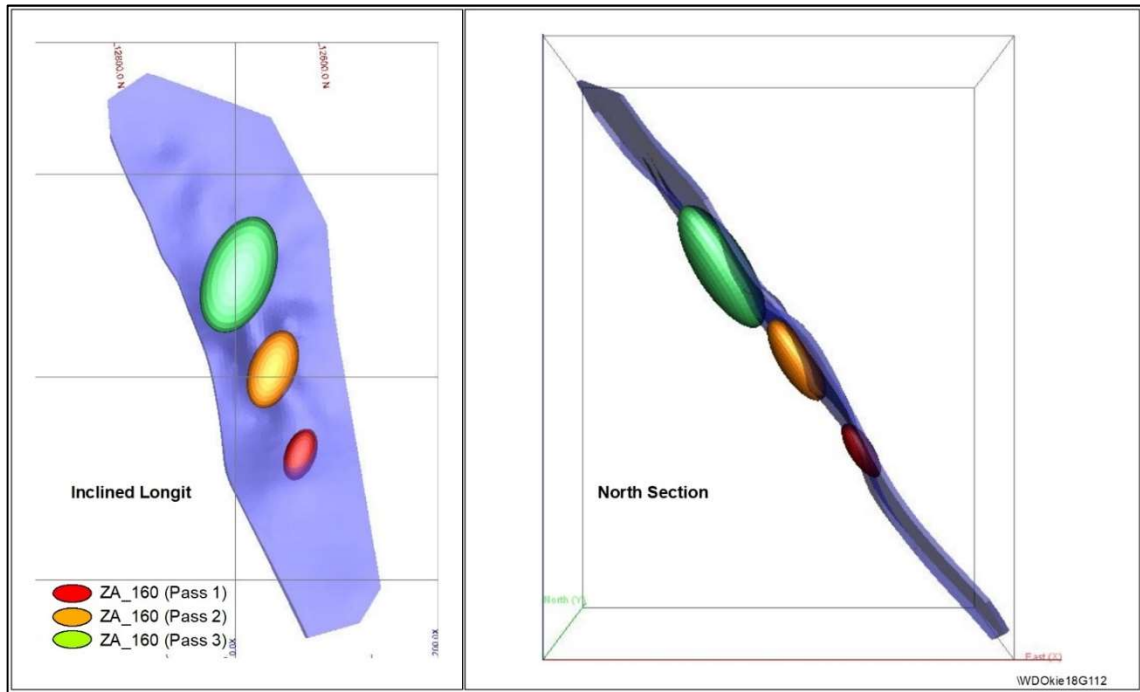 12800.0 N
12600.0 N
Inclined Longit
ZA_160 (Pass 1)
ZA_160 (Pass 2)
ZA_160 (Pass 3)
North Section
North (Y)
East (X)
\WDOkie18G112